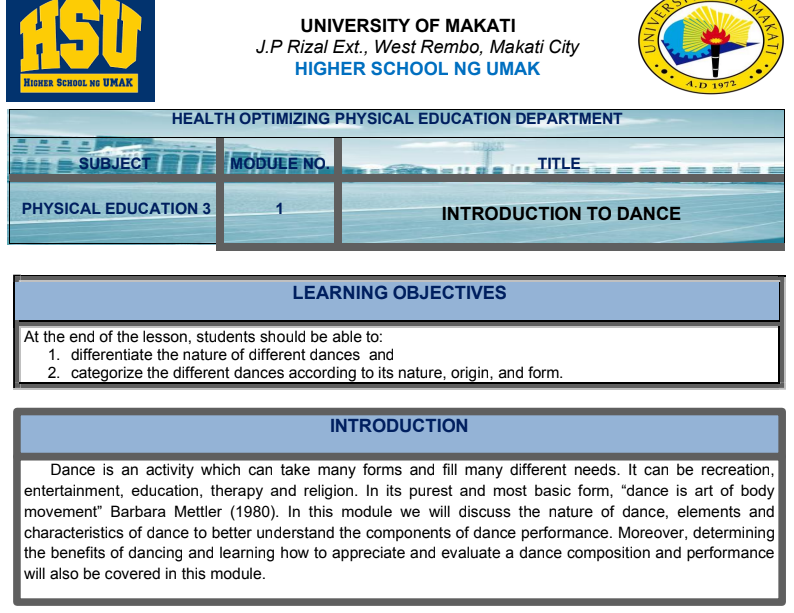 HSU
HIGHER SCHOOL NG UMAK
UNIVERSITY OF MAKATI
J.P Rizal Ext., West Rembo, Makati City
HIGHER SCHOOL NG UMAK
UNIVERSITY OF MAKATI
A.D 1972
HEALTH OPTIMIZING PHYSICAL EDUCATION DEPARTMENT
SUBJECT MODULE NO. TITLE
PHYSICAL EDUCATION 3 1 INTRODUCTION TO DANCE
LEARNING OBJECTIVES
At the end of the lesson, students should be able to:
1. differentiate the nature of different dances and
2. categorize the different dances according to its nature, origin, and form.
INTRODUCTION
Dance is an activity which can take many forms and fill many different needs. It can be recreation,
entertainment, education, therapy and religion. In its purest and most basic form, “dance is art of body
movement” Barbara Mettler (1980). In this module we will discuss the nature of dance, elements and
characteristics of dance to better understand the components of dance performance. Moreover, determining
the benefits of dancing and learning how to appreciate and evaluate a dance composition and performance
will also be covered in this module.